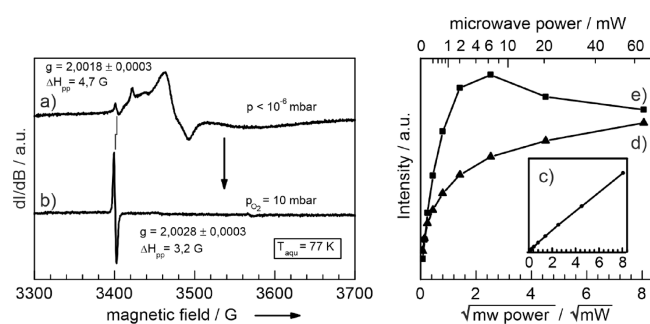 g = 2,0018 ± 0,0003
ΔHpp = 4,7 G
a)
p < 10⁻⁶ mbar
dI/dB / a.u.
b)
pO₂ = 10 mbar
g = 2,0028 ± 0,0003
ΔHpp = 3,2 G
Taqu = 77 K
3300 3400 3500 3600 3700
magnetic field / G
microwave power / mW
0 1 2 4 6 10 20 40 60
e)
d)
Intensity / a.u.
c)
0 2 4 6 8
0 2 4 6 8
√mw power / √mW